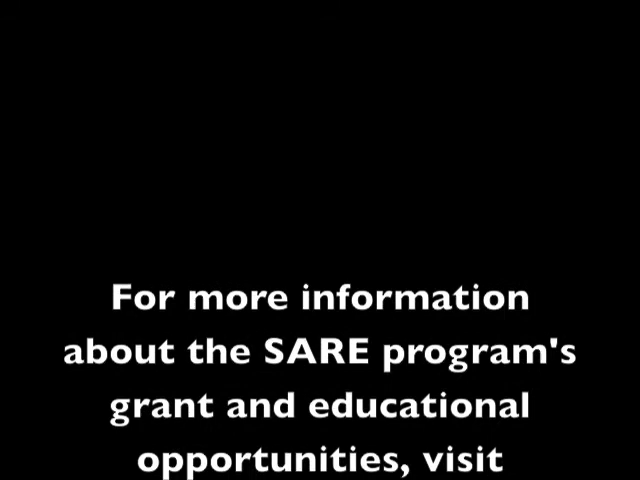 For more information
about the SARE program's
grant and educational
opportunities, visit